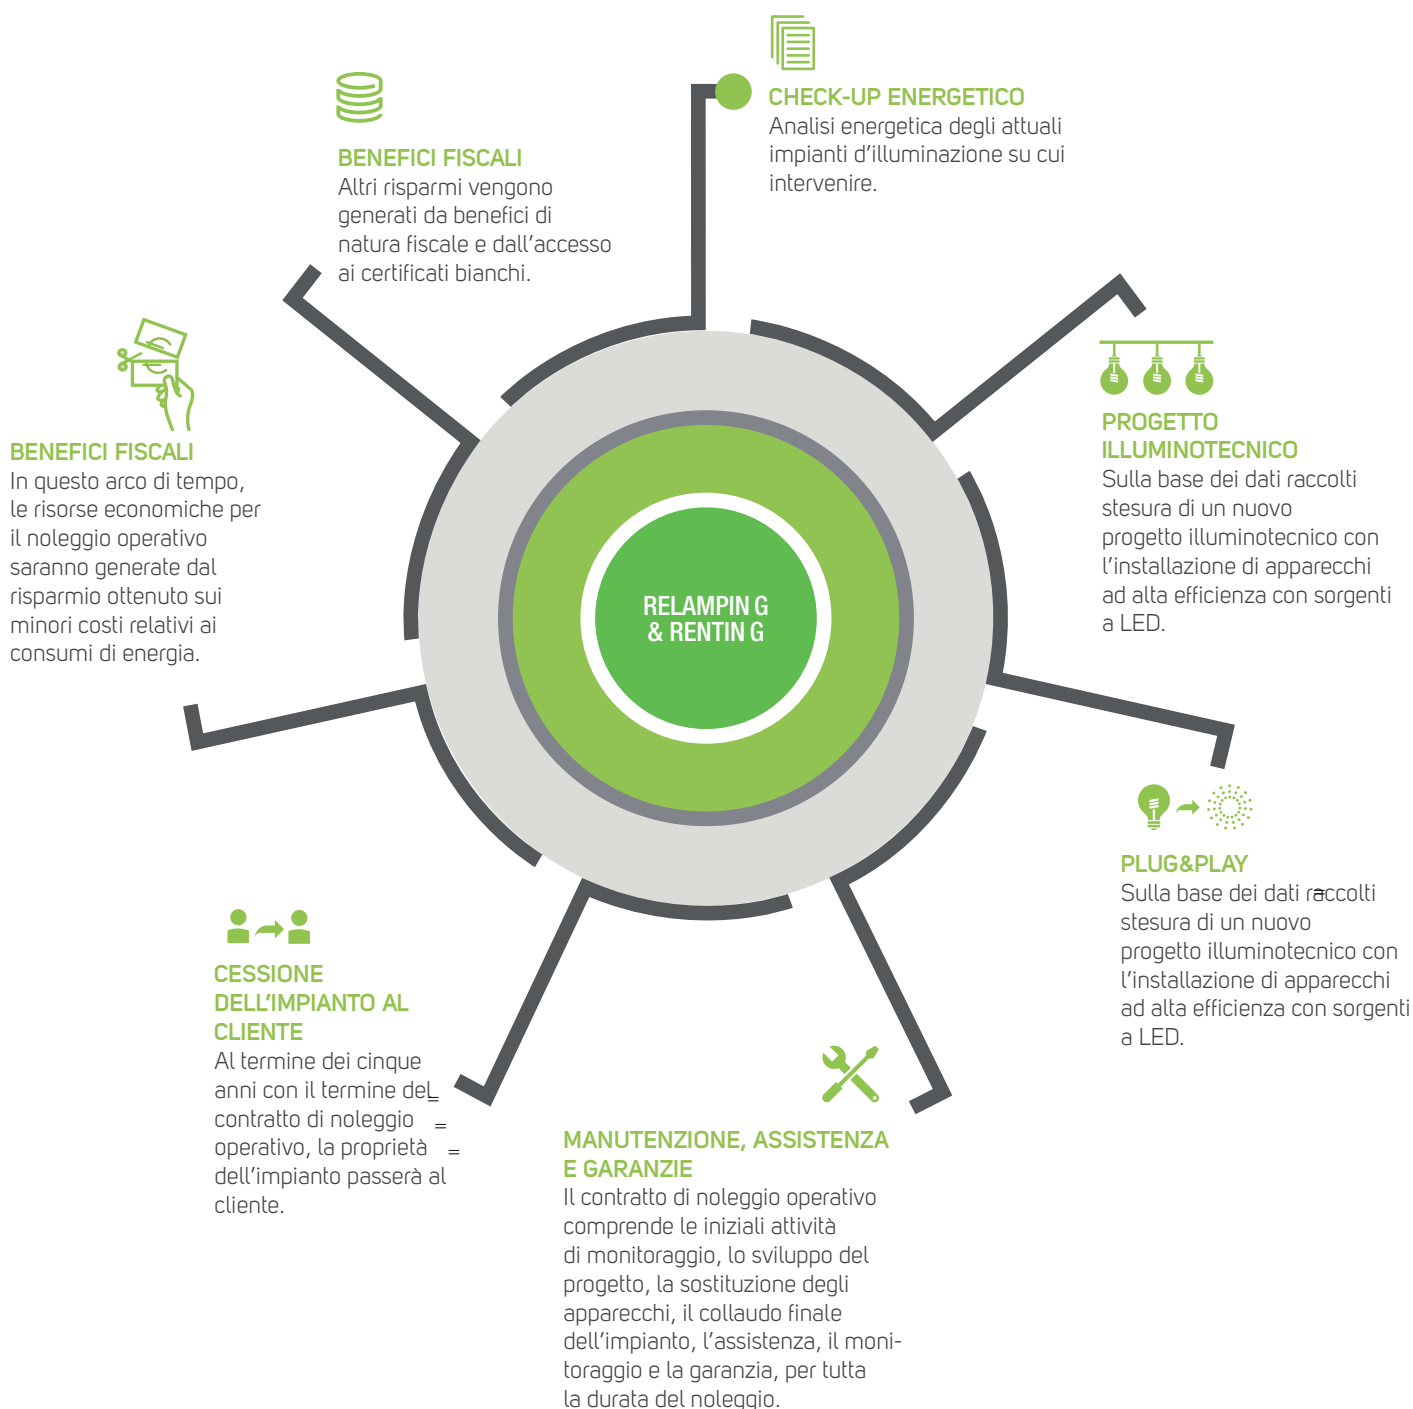 CHECK-UP ENERGETICO
Analisi energetica degli attuali
impianti d'illuminazione su cui
intervenire.
PROGETTO
ILLUMINOTECNICO
Sulla base dei dati raccolti
stesura di un nuovo
progetto illuminotecnico con
l'installazione di apparecchi
ad alta efficienza con sorgenti
a LED.
PLUG&PLAY
Sulla base dei dati raccolti
stesura di un nuovo
progetto illuminotecnico con
l'installazione di apparecchi
ad alta efficienza con sorgenti
a LED.
MANUTENZIONE, ASSISTENZA
E GARANZIE
Il contratto di noleggio operativo
comprende le iniziali attività
di monitoraggio, lo sviluppo del
progetto, la sostituzione degli
apparecchi, il collaudo finale
dell'impianto, l'assistenza, il moni-
toraggio e la garanzia, per tutta
la durata del noleggio.
CESSIONE
DELL'IMPIANTO AL
CLIENTE
Al termine dei cinque
anni con il termine del
contratto di noleggio =
operativo, la proprietà =
dell'impianto passerà al
cliente.
BENEFICI FISCALI
In questo arco di tempo,
le risorse economiche per
il noleggio operativo
saranno generate dal
risparmio ottenuto sui
minori costi relativi ai
consumi di energia.
BENEFICI FISCALI
Altri risparmi vengono
generati da benefici di
natura fiscale e dall'accesso
ai certificati bianchi.
RELAMPIN G
& RENTIN G